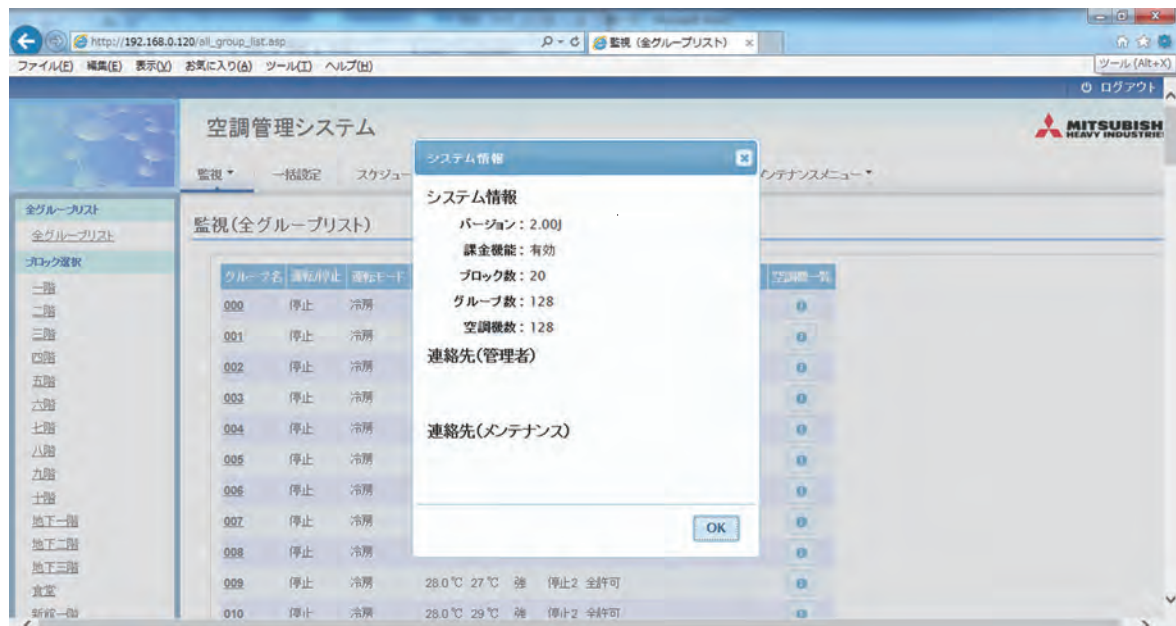 http://192.168.0.120/all_group_list.asp
監視 (全グループリスト)
ファイル(F) 編集(E) 表示(V) お気に入り(A) ツール(T) ヘルプ(H)
ツール (Alt+X)
ログアウト
空調管理システム
MITSUBISH
HEAVY INDUSTRIE
監視 一括設定 スケジュー
ンテナンスメニュー
全グループリスト
全グループリスト
ブロック選択
一階
二階
三階
四階
五階
六階
七階
八階
九階
十階
地下一階
地下二階
地下三階
食堂
新館一階
監視(全グループリスト)
グループ名 運転/停止 運転モード 空調機一覧
000 停止 冷房
001 停止 冷房
002 停止 冷房
003 停止 冷房
004 停止 冷房
005 停止 冷房
006 停止 冷房
007 停止 冷房
008 停止 冷房
009 停止 冷房 28.0℃ 27℃ 強 停止2 全許可
010 停止 冷房 28.0℃ 29℃ 強 停止2 全許可
システム情報
システム情報
バージョン : 2.00J
課金機能 : 有効
ブロック数 : 20
グループ数 : 128
空調機数 : 128
連絡先(管理者)
連絡先(メンテナンス)
OK